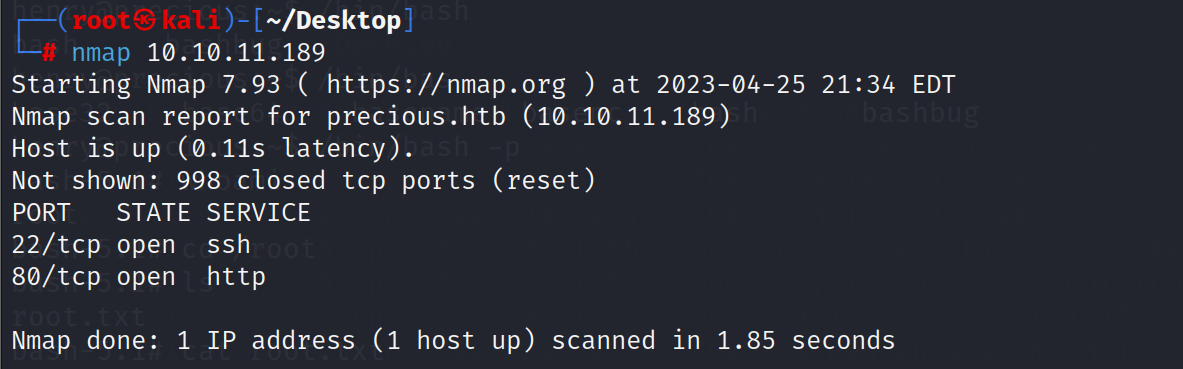 ┌──(root㉿kali)-[~/Desktop]
└─# nmap 10.10.11.189
Starting Nmap 7.93 ( https://nmap.org ) at 2023-04-25 21:34 EDT
Nmap scan report for precious.htb (10.10.11.189)
Host is up (0.11s latency).
Not shown: 998 closed tcp ports (reset)
PORT   STATE SERVICE
22/tcp open  ssh
80/tcp open  http
root.txt
Nmap done: 1 IP address (1 host up) scanned in 1.85 seconds